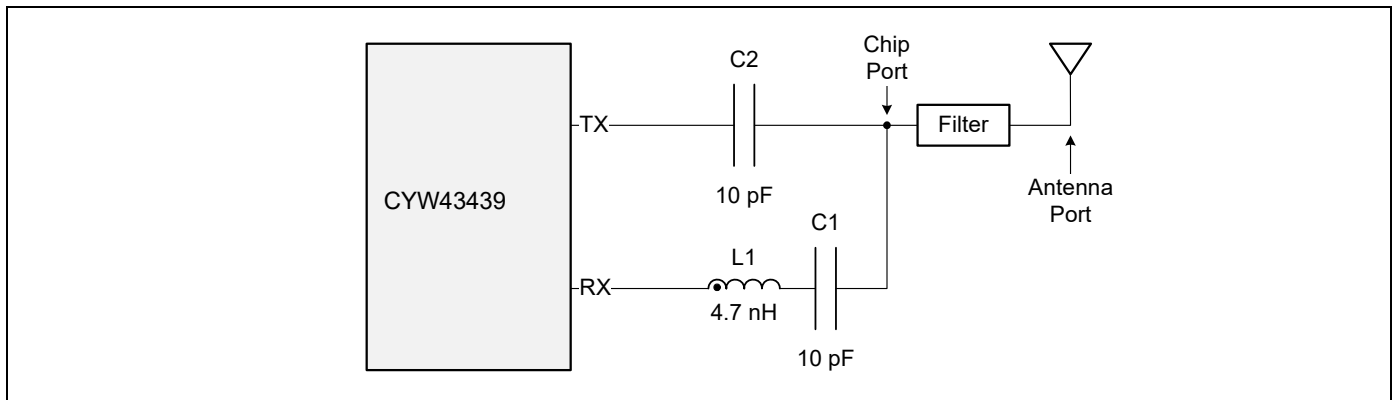 C2
Chip
Port
TX
Filter
10 pF
Antenna
Port
CYW43439
C1
L1
RX
4.7 nH
10 pF